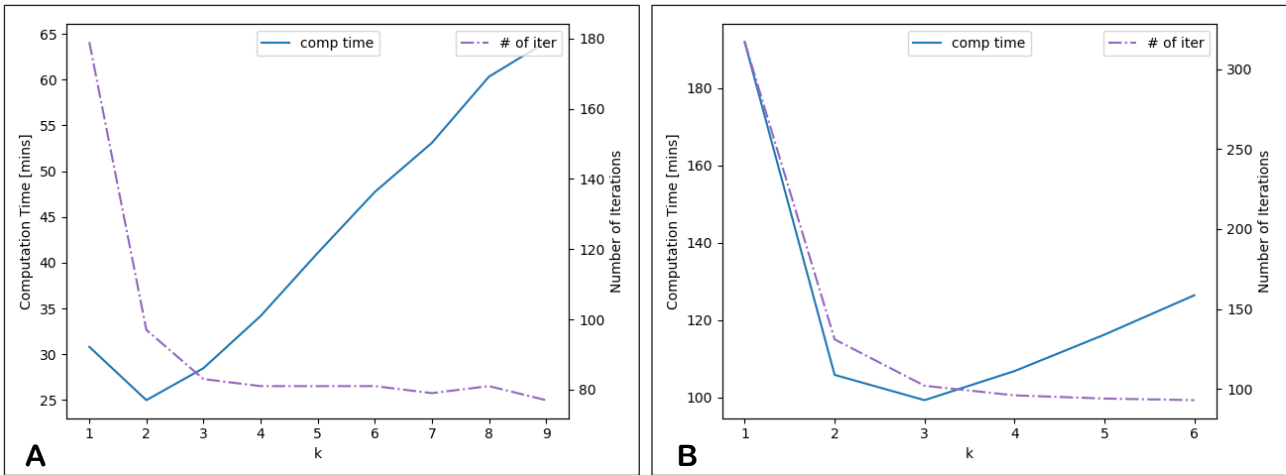 comp time
# of iter
65
60
55
50
45
40
35
30
25
Computation Time [mins]
180
160
140
120
100
80
Number of Iterations
1 2 3 4 5 6 7 8 9
k
A
comp time
# of iter
180
160
140
120
100
Computation Time [mins]
300
250
200
150
100
Number of Iterations
1 2 3 4 5 6
k
B